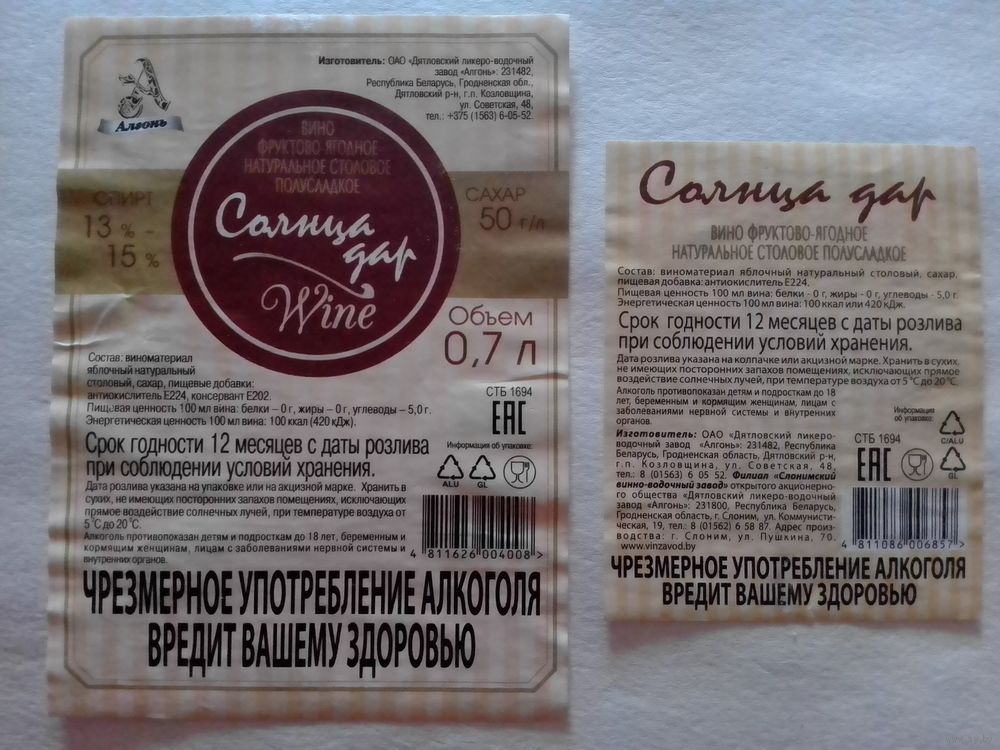 Алгонь
Изготовитель: ОАО «Дятловский ликеро-водочный
завод «Алгонь»: 231482,
Республика Беларусь, Гродненская обл.,
Дятловский р-н, г.п. Козловщина,
ул. Советская, 48,
тел.: +375 (1563) 6-05-52.
ВИНО
ФРУКТОВО-ЯГОДНОЕ
НАТУРАЛЬНОЕ СТОЛОВОЕ
ПОЛУСЛАДКОЕ
СПИРТ
13 % -
15 %
Солнца
дар
Wine
САХАР
50 г/л
Объем
0,7 л
Состав: виноматериал
яблочный натуральный
столовый, сахар, пищевые добавки:
антиокислитель Е224, консервант Е202.
Пищевая ценность 100 мл вина: белки – 0 г, жиры – 0 г, углеводы – 5,0 г.
Энергетическая ценность 100 мл вина: 100 ккал (420 кДж).
СТБ 1694
EAC
Срок годности 12 месяцев с даты розлива
при соблюдении условий хранения.
Информация об упаковке:
ALU
GL
Дата розлива указана на упаковке или на акцизной марке. Хранить в
сухих, не имеющих посторонних запахов помещениях, исключающих
прямое воздействие солнечных лучей, при температуре воздуха от
5 °С до 20 °С.
Алкоголь противопоказан детям и подросткам до 18 лет, беременным и
кормящим женщинам, лицам с заболеваниями нервной системы и
внутренних органов.
4 811626 004008 >
ЧРЕЗМЕРНОЕ УПОТРЕБЛЕНИЕ АЛКОГОЛЯ
ВРЕДИТ ВАШЕМУ ЗДОРОВЬЮ
Солнца дар
ВИНО ФРУКТОВО-ЯГОДНОЕ
НАТУРАЛЬНОЕ СТОЛОВОЕ ПОЛУСЛАДКОЕ
Состав: виноматериал яблочный натуральный столовый, сахар,
пищевая добавка: антиокислитель Е224.
Пищевая ценность 100 мл вина: белки - 0 г, жиры - 0 г, углеводы - 5,0 г.
Энергетическая ценность 100 мл вина: 100 ккал или 420 кДж.
Срок годности 12 месяцев с даты розлива
при соблюдении условий хранения.
Дата розлива указана на колпачке или акцизной марке. Хранить в сухих,
не имеющих посторонних запахов помещениях, исключающих прямое
воздействие солнечных лучей, при температуре воздуха от 5 °С до 20 °С.
Алкоголь противопоказан детям и подросткам до 18
лет, беременным и кормящим женщинам, лицам с
заболеваниями нервной системы и внутренних
органов.
Информация
об упаковке:
C/ALU
GL
Изготовитель: ОАО «Дятловский ликеро-
водочный завод «Алгонь»: 231482, Республика
Беларусь, Гродненская область, Дятловский р-н,
г.п. Козловщина, ул. Советская, 48,
тел.: 8 (01563) 6 05 52. Филиал «Слонимский
винно-водочный завод» открытого акционерно-
го общества «Дятловский ликеро-водочный
завод «Алгонь»: 231800, Республика Беларусь,
Гродненская область, г. Слоним, ул. Коммунисти-
ческая, 19, тел.: 8 (01562) 6 58 87. Адрес произ-
водства: г. Слоним, ул. Пушкина, 70.
www.vinzavod.by
СТБ 1694
EAC
4 811086 006857 >
ЧРЕЗМЕРНОЕ УПОТРЕБЛЕНИЕ АЛКОГОЛЯ
ВРЕДИТ ВАШЕМУ ЗДОРОВЬЮ